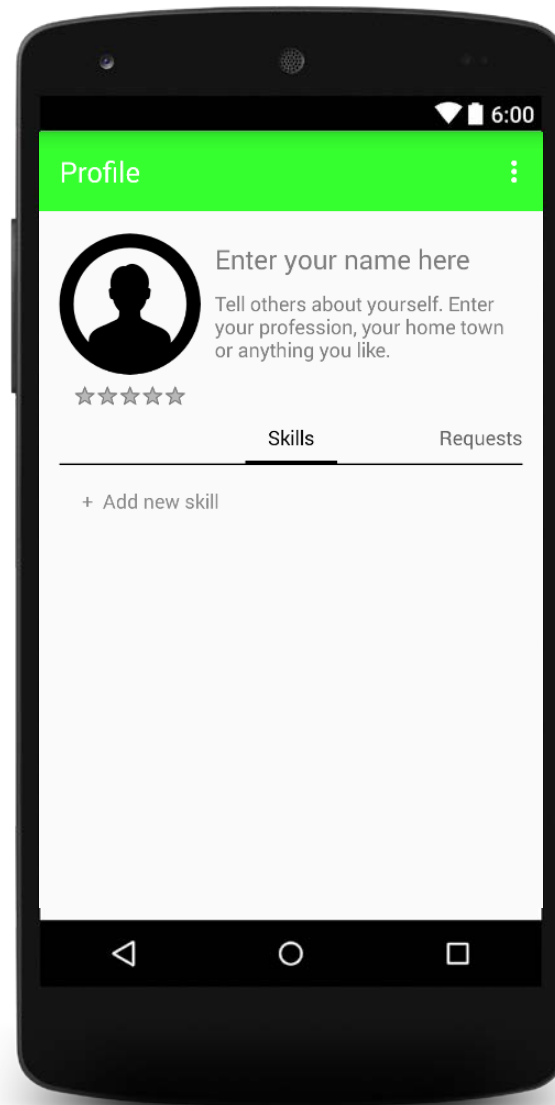 6:00
Profile
Enter your name here
Tell others about yourself. Enter
your profession, your home town
or anything you like.
Skills
Requests
+ Add new skill